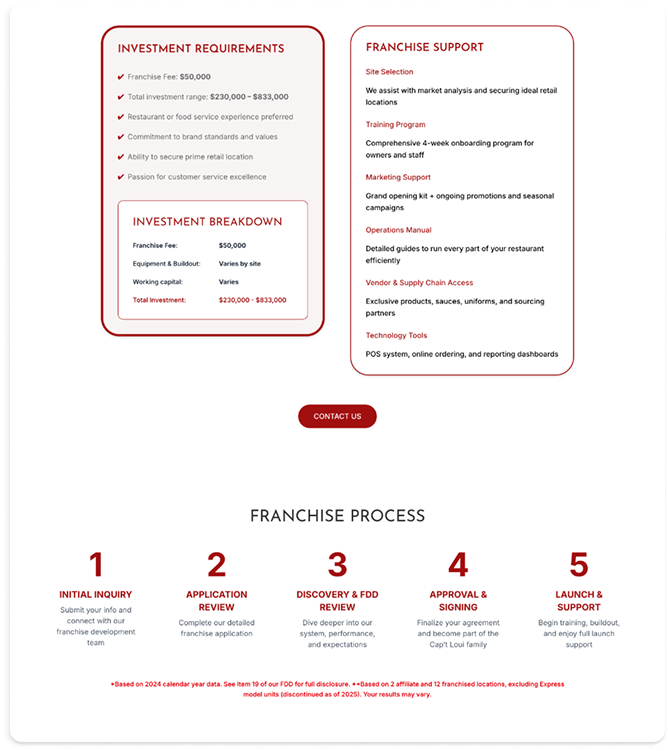 INVESTMENT REQUIREMENTS
✔ Franchise Fee: $50,000
✔ Total investment range: $230,000 – $833,000
✔ Restaurant or food service experience preferred
✔ Commitment to brand standards and values
✔ Ability to secure prime retail location
✔ Passion for customer service excellence
INVESTMENT BREAKDOWN
Franchise Fee: $50,000
Equipment & Buildout: Varies by site
Working capital: Varies
Total Investment: $230,000 - $833,000
FRANCHISE SUPPORT
Site Selection
We assist with market analysis and securing ideal retail
locations
Training Program
Comprehensive 4-week onboarding program for
owners and staff
Marketing Support
Grand opening kit + ongoing promotions and seasonal
campaigns
Operations Manual
Detailed guides to run every part of your restaurant
efficiently
Vendor & Supply Chain Access
Exclusive products, sauces, uniforms, and sourcing
partners
Technology Tools
POS system, online ordering, and reporting dashboards
CONTACT US
FRANCHISE PROCESS
1
INITIAL INQUIRY
Submit your info and
connect with our
franchise development
team
2
APPLICATION
REVIEW
Complete our detailed
franchise application
3
DISCOVERY & FDD
REVIEW
Dive deeper into our
system, performance,
and expectations
4
APPROVAL &
SIGNING
Finalize your agreement
and become part of the
Cap't Loui family
5
LAUNCH &
SUPPORT
Begin training, buildout,
and enjoy full launch
support
*Based on 2024 calendar year data. See Item 19 of our FDD for full disclosure. **Based on 2 affiliate and 12 franchised locations, excluding Express
model units (discontinued as of 2025). Your results may vary.